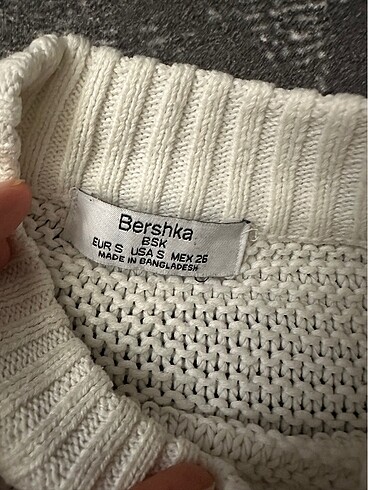 Bershka
BSK
EUR S USA S MEX 26
MADE IN BANGLADESH